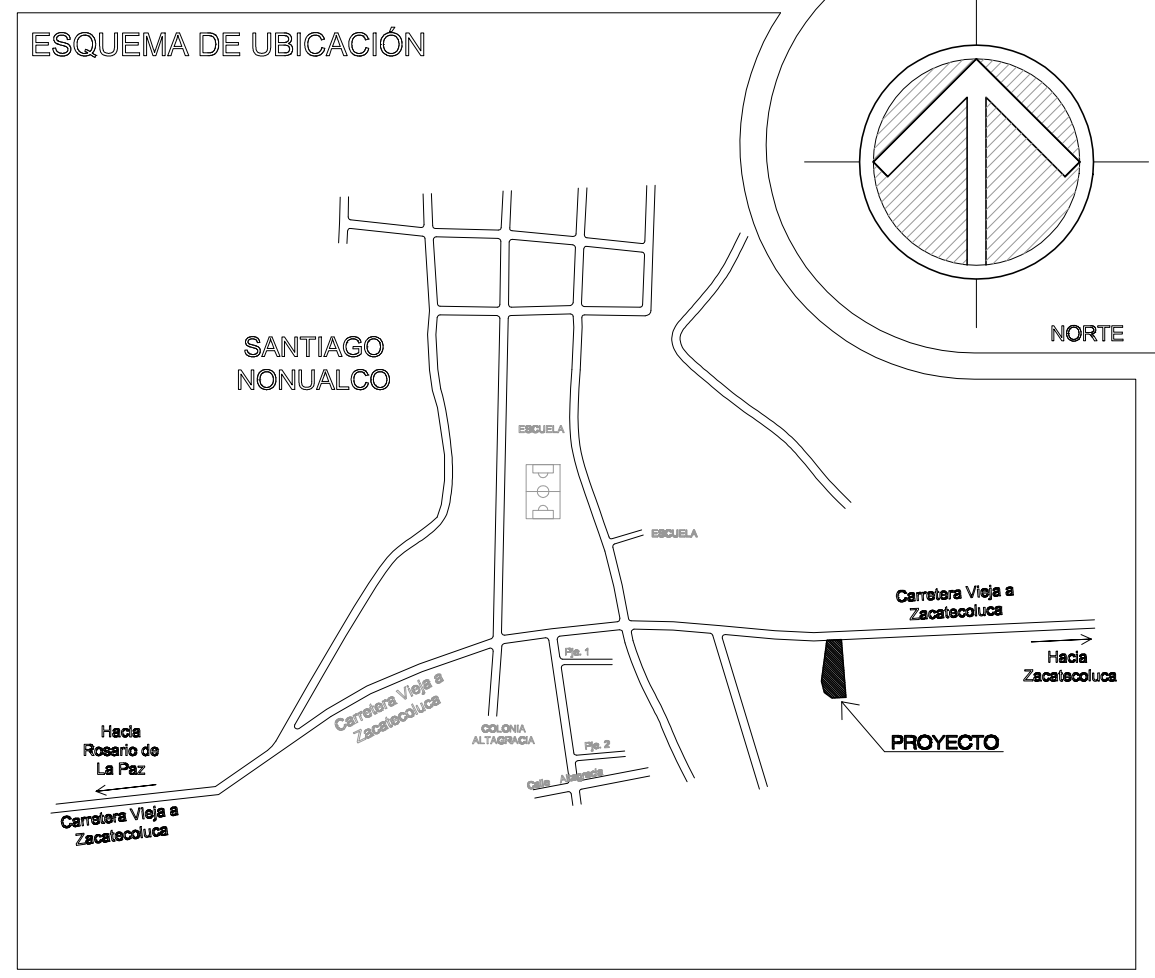 ESQUEMA DE UBICACIÓN
NORTE
SANTIAGO
NONUALCO
ESCUELA
ESCUELA
Carretera Vieja a
Zacatecoluca
Hacia
Zacatecoluca
Pje. 1
Carretera Vieja a
Zacatecoluca
COLONIA
ALTAGRACIA
PROYECTO
Pje. 2
Calle Altagracia
Hacia
Rosario de
La Paz
Carretera Vieja a
Zacatecoluca